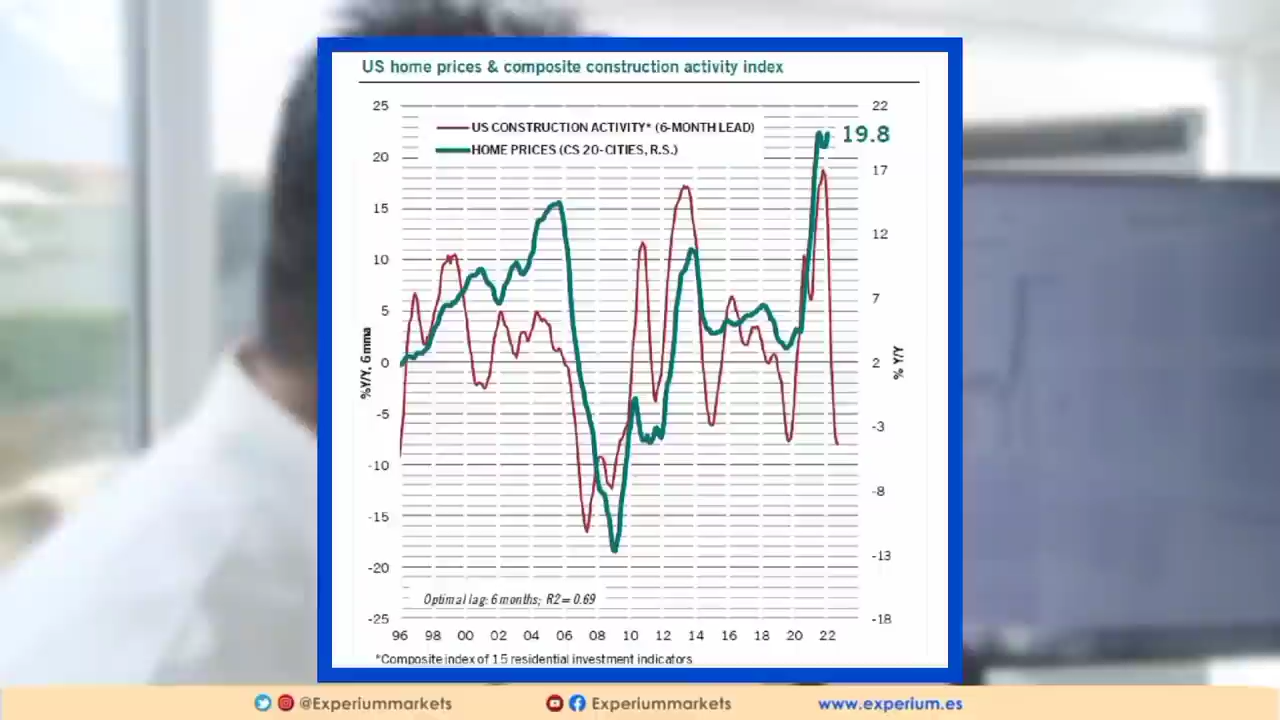 US home prices & composite construction activity index
25 22
US CONSTRUCTION ACTIVITY* (6-MONTH LEAD)
HOME PRICES (CS 20-CITIES, R.S.)
19.8
20 17
15 12
10 7
5 2
0 -3
-5 -8
-10 -13
-15 -18
-20
-25
%Y/Y, 6mma
% Y/Y
Optimal lag: 6 months; R2 = 0.69
96 98 00 02 04 06 08 10 12 14 16 18 20 22
*Composite index of 15 residential investment indicators
@Experiummarkets Experiummarkets www.experium.es